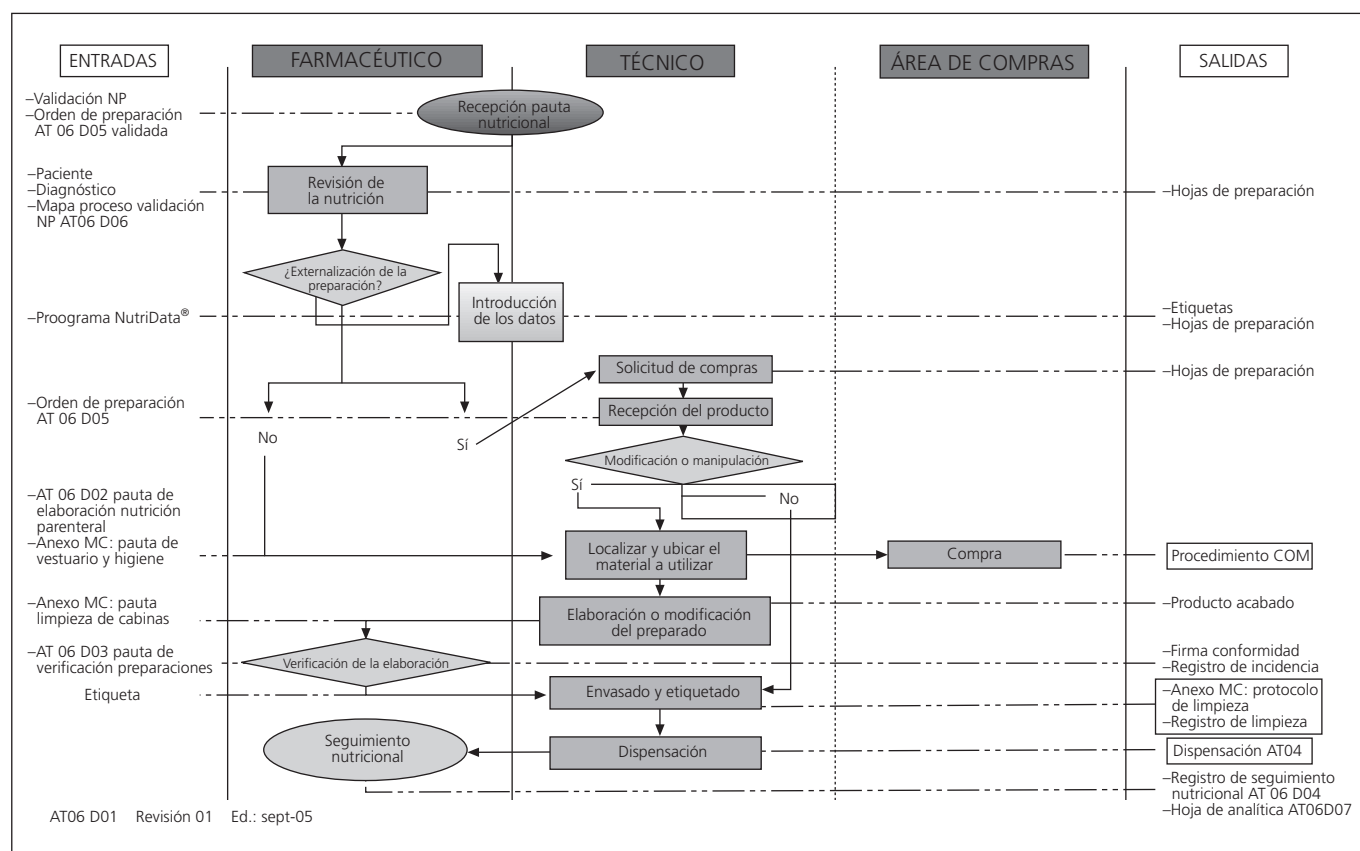 ENTRADAS
FARMACÉUTICO
TÉCNICO
ÁREA DE COMPRAS
SALIDAS
–Validación NP
–Orden de preparación
AT 06 D05 validada
Recepción pauta
nutricional
–Paciente
–Diagnóstico
–Mapa proceso validación
NP AT06 D06
Revisión de
la nutrición
–Hojas de preparación
¿Externalización de la
preparación?
–Proograma NutriData®
Introducción
de los datos
–Etiquetas
–Hojas de preparación
Solicitud de compras
–Hojas de preparación
–Orden de preparación
AT 06 D05
Recepción del producto
No
Sí
Modificación o manipulación
Sí
No
–AT 06 D02 pauta de
elaboración nutrición
parenteral
–Anexo MC: pauta de
vestuario y higiene
Localizar y ubicar el
material a utilizar
Compra
Procedimiento COM
–Anexo MC: pauta
limpieza de cabinas
Elaboración o modificación
del preparado
–Producto acabado
–AT 06 D03 pauta de
verificación preparaciones
Verificación de la elaboración
–Firma conformidad
–Registro de incidencia
Etiqueta
Envasado y etiquetado
–Anexo MC: protocolo
de limpieza
–Registro de limpieza
Seguimiento
nutricional
Dispensación
Dispensación AT04
–Registro de seguimiento
nutricional AT 06 D04
–Hoja de analítica AT06D07
AT06 D01 Revisión 01 Ed.: sept-05